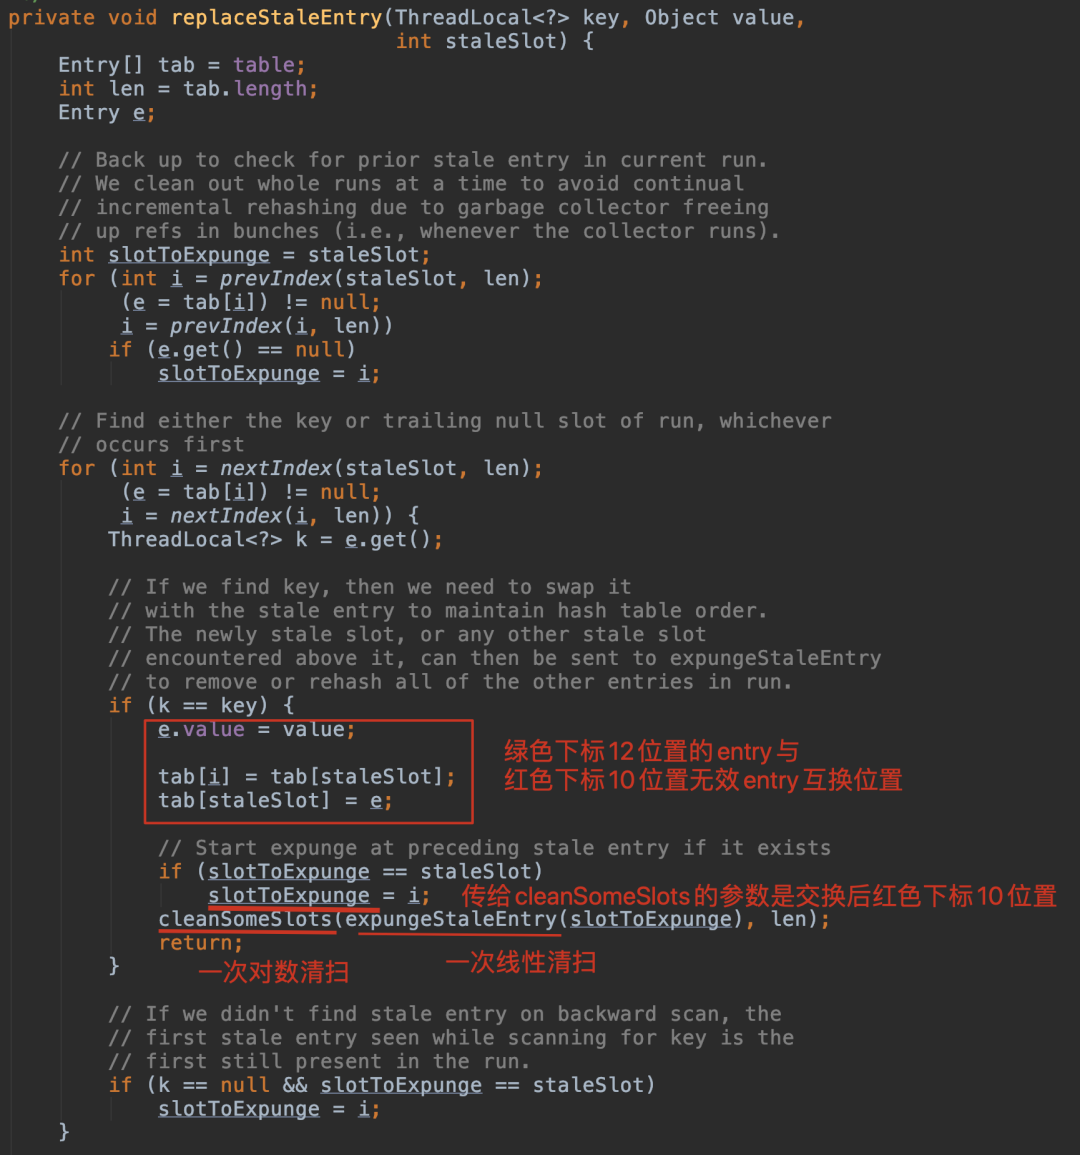 private void replaceStaleEntry(ThreadLocal<?> key, Object value,
int staleSlot) {
Entry[] tab = table;
int len = tab.length;
Entry e;
// Back up to check for prior stale entry in current run.
// We clean out whole runs at a time to avoid continual
// incremental rehashing due to garbage collector freeing
// up refs in bunches (i.e., whenever the collector runs).
int slotToExpunge = staleSlot;
for (int i = prevIndex(staleSlot, len);
(e = tab[i]) != null;
i = prevIndex(i, len))
if (e.get() == null)
slotToExpunge = i;
// Find either the key or trailing null slot of run, whichever
// occurs first
for (int i = nextIndex(staleSlot, len);
(e = tab[i]) != null;
i = nextIndex(i, len)) {
ThreadLocal<?> k = e.get();
// If we find key, then we need to swap it
// with the stale entry to maintain hash table order.
// The newly stale slot, or any other stale slot
// encountered above it, can then be sent to expungeStaleEntry
// to remove or rehash all of the other entries in run.
if (k == key) {
e.value = value;
绿色下标12位置的entry与
tab[i] = tab[staleSlot];
红色下标10位置无效entry互换位置
tab[staleSlot] = e;
// Start expunge at preceding stale entry if it exists
if (slotToExpunge == staleSlot)
slotToExpunge = i; 传给cleanSomeSlots的参数是交换后红色下标10位置
cleanSomeSlots(expungeStaleEntry(slotToExpunge), len);
return;
一次对数清扫 一次线性清扫
}
// If we didn't find stale entry on backward scan, the
// first stale entry seen while scanning for key is the
// first still present in the run.
if (k == null && slotToExpunge == staleSlot)
slotToExpunge = i;
}